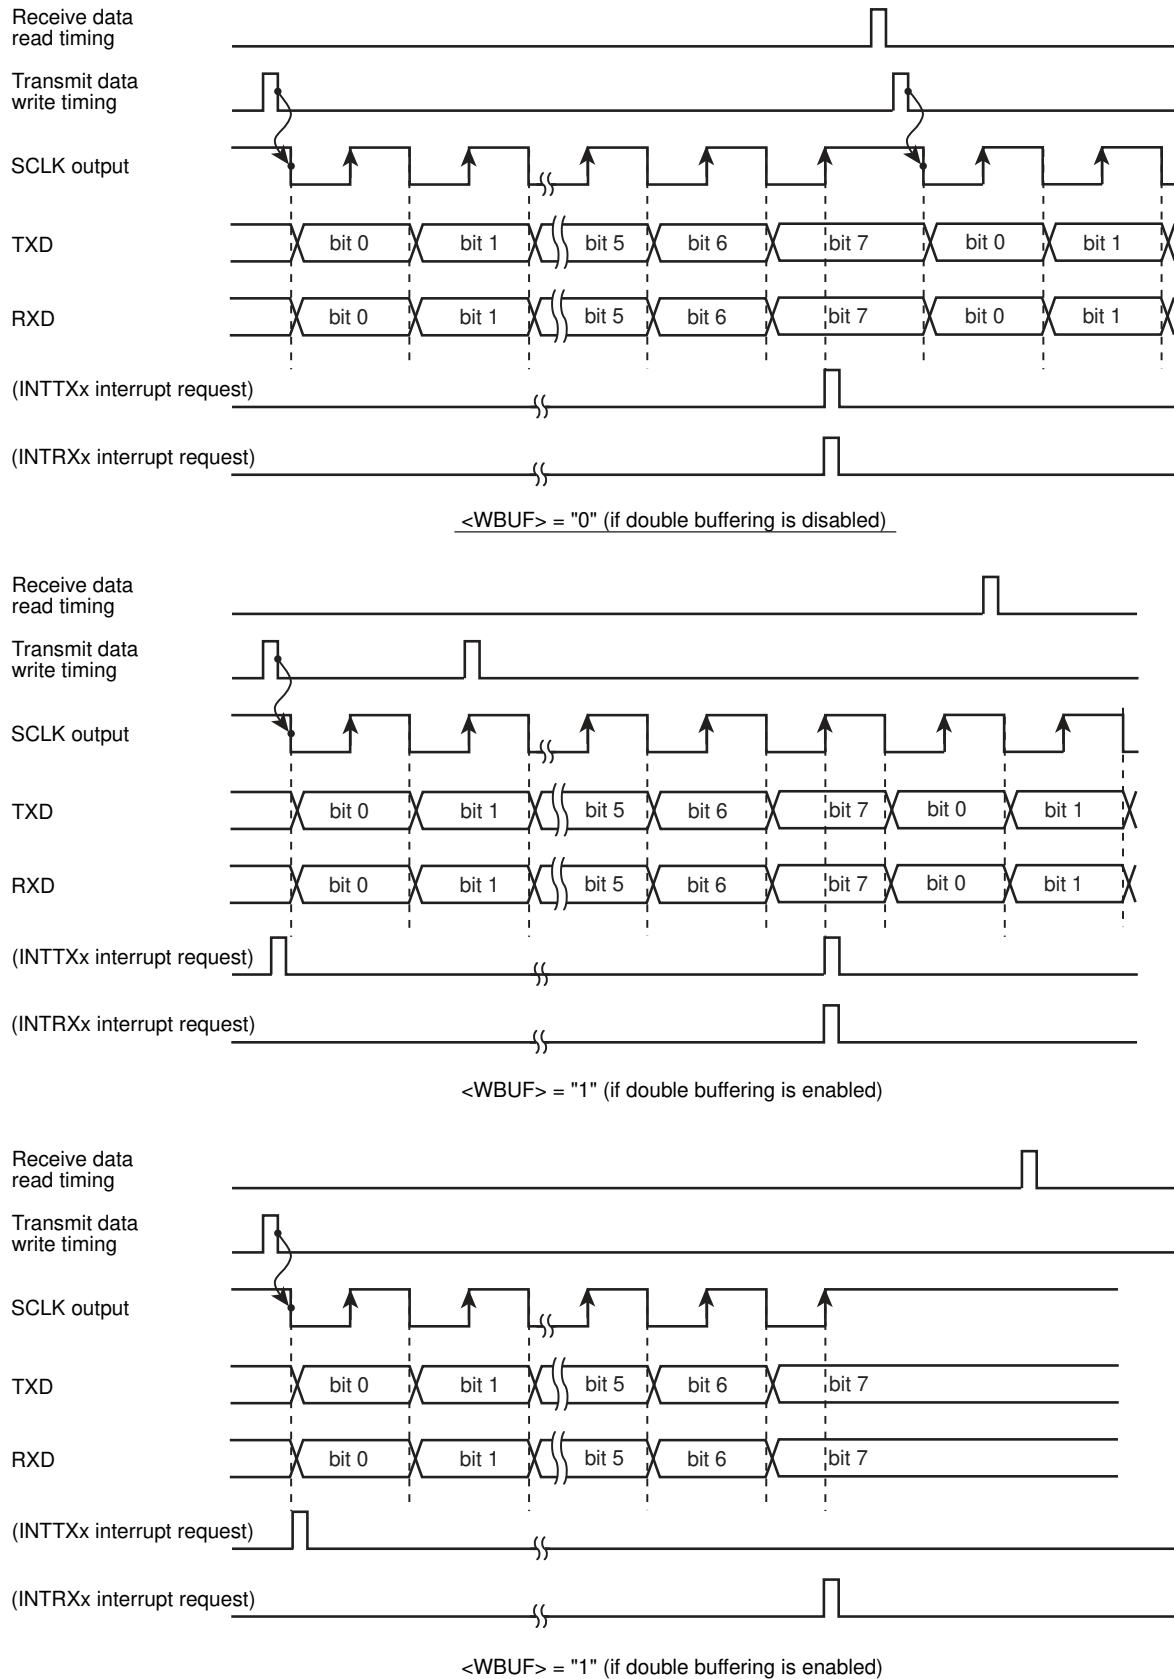 Receive data
read timing
Transmit data
write timing
SCLK output
TXD bit 0 bit 1 bit 5 bit 6 bit 7 bit 0 bit 1
RXD bit 0 bit 1 bit 5 bit 6 bit 7 bit 0 bit 1
(INTTXx interrupt request)
(INTRXx interrupt request)
<WBUF> = "0" (if double buffering is disabled)
Receive data
read timing
Transmit data
write timing
SCLK output
TXD bit 0 bit 1 bit 5 bit 6 bit 7 bit 0 bit 1
RXD bit 0 bit 1 bit 5 bit 6 bit 7 bit 0 bit 1
(INTTXx interrupt request)
(INTRXx interrupt request)
<WBUF> = "1" (if double buffering is enabled)
Receive data
read timing
Transmit data
write timing
SCLK output
TXD bit 0 bit 1 bit 5 bit 6 bit 7
RXD bit 0 bit 1 bit 5 bit 6 bit 7
(INTTXx interrupt request)
(INTRXx interrupt request)
<WBUF> = "1" (if double buffering is enabled)